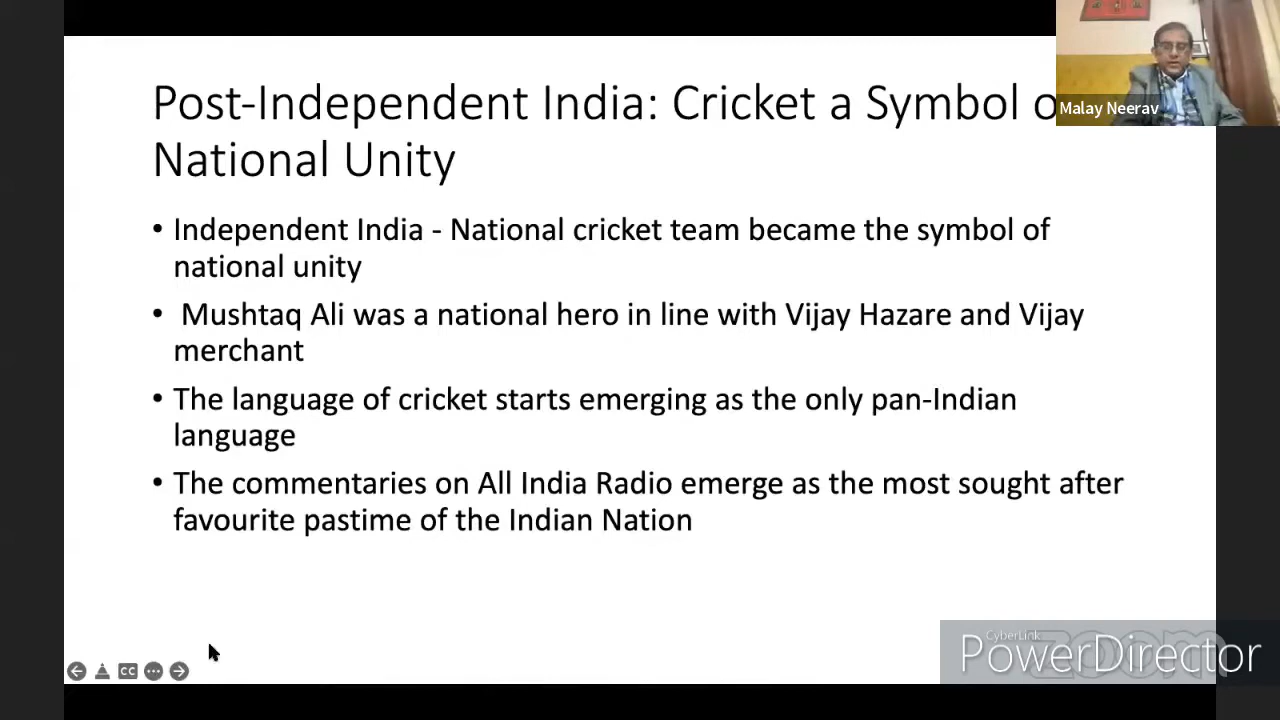 Post-Independent India: Cricket a Symbol o
National Unity
Malay Neerav
• Independent India - National cricket team became the symbol of
national unity
• Mushtaq Ali was a national hero in line with Vijay Hazare and Vijay
merchant
• The language of cricket starts emerging as the only pan-Indian
language
• The commentaries on All India Radio emerge as the most sought after
favourite pastime of the Indian Nation
CC
zoom
CyberLink
PowerDirector